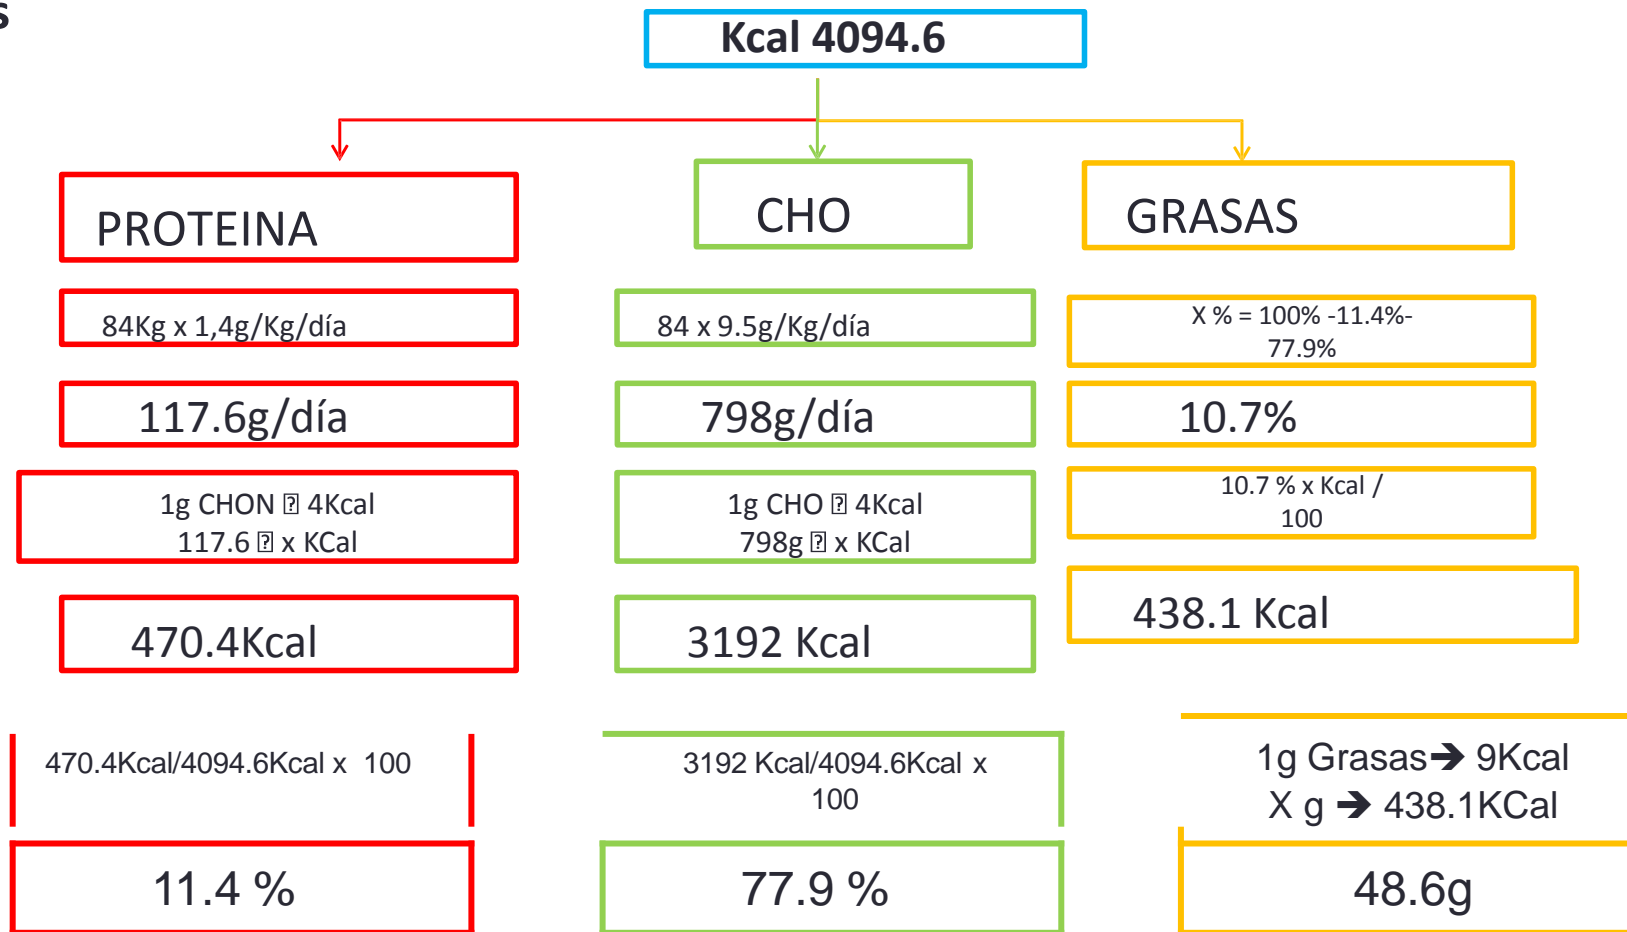 s
Kcal 4094.6
PROTEINA
CHO
GRASAS
84Kg x 1,4g/Kg/día
84 x 9.5g/Kg/día
X % = 100% -11.4%-
77.9%
117.6g/día
798g/día
10.7%
1g CHON ⍰ 4Kcal
117.6 ⍰ x KCal
1g CHO ⍰ 4Kcal
798g ⍰ x KCal
10.7 % x Kcal /
100
470.4Kcal
3192 Kcal
438.1 Kcal
470.4Kcal/4094.6Kcal x 100
3192 Kcal/4094.6Kcal x
100
1g Grasas➔ 9Kcal
X g ➔ 438.1KCal
11.4 %
77.9 %
48.6g